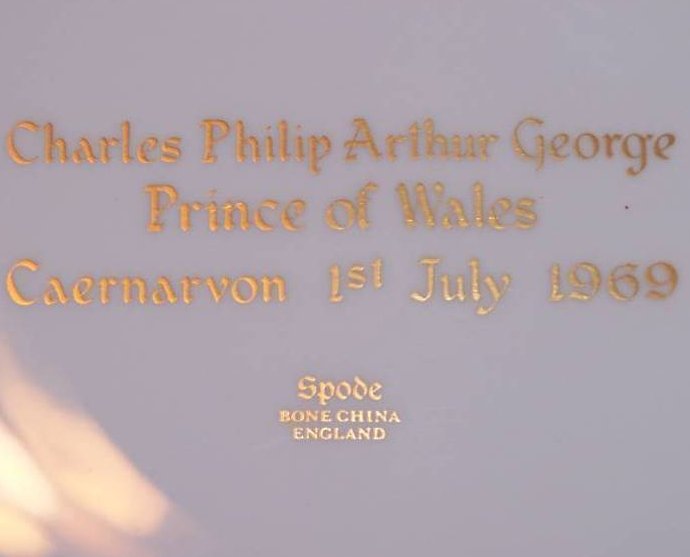 Charles Philip Arthur George
Prince of Wales
Caernarvon 1st July 1969
Spode
BONE CHINA
ENGLAND